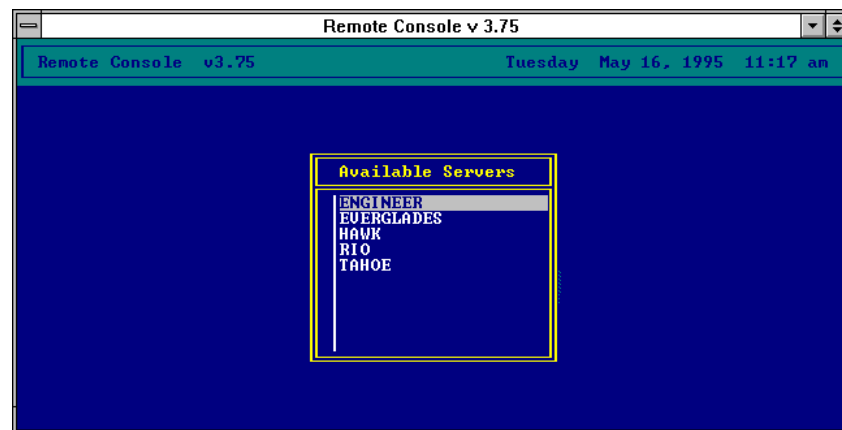 Remote Console v 3.75
Remote Console v3.75 Tuesday May 16, 1995 11:17 am
Available Servers
ENGINEER
EVERGLADES
HAWK
RIO
TAHOE